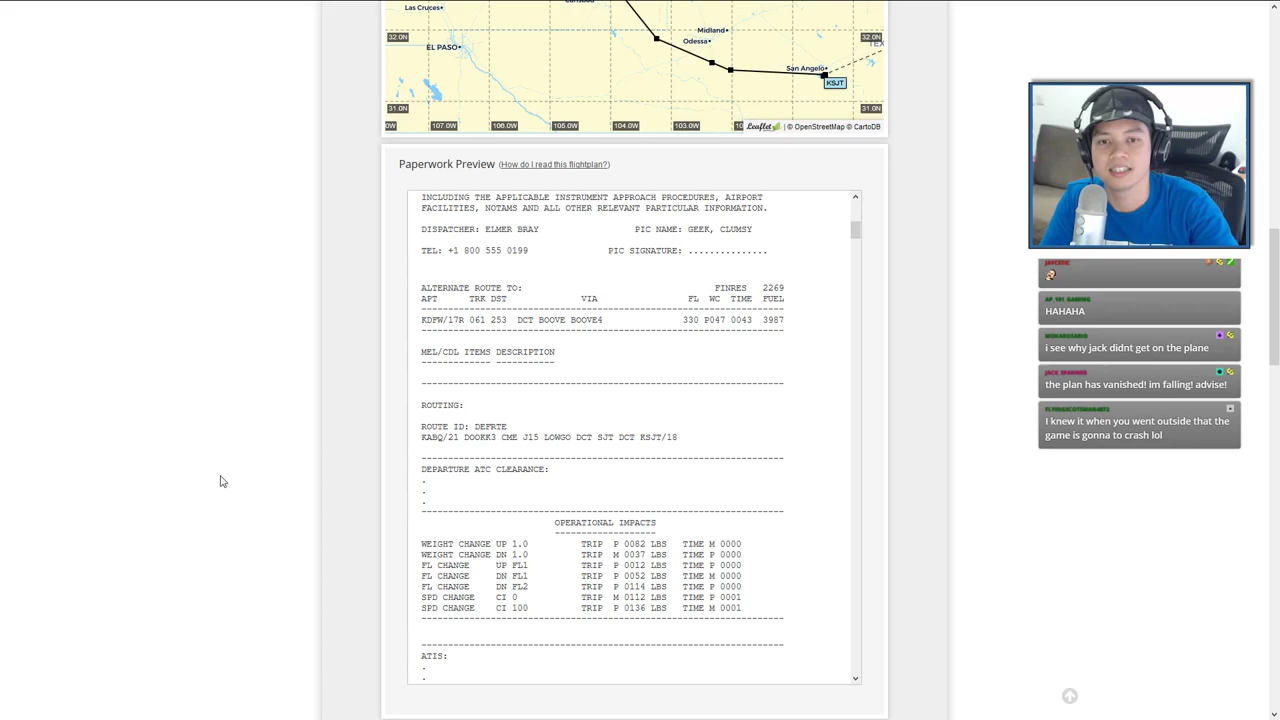 Las Cruces
Carlsbad
32.0N
Midland
32.0N
Odessa
EL PASO
TEX
San Angelo
KSJT
31.0N
31.0N
0W
107.0W
106.0W
105.0W
104.0W
103.0W
10
Leaflet | © OpenStreetMap © CartoDB
Paperwork Preview (How do I read this flightplan?)
INCLUDING THE APPLICABLE INSTRUMENT APPROACH PROCEDURES, AIRPORT
FACILITIES, NOTAMS AND ALL OTHER RELEVANT PARTICULAR INFORMATION.
DISPATCHER: ELMER BRAY PIC NAME: GEEK, CLUMSY
TEL: +1 800 555 0199 PIC SIGNATURE: ...............
ALTERNATE ROUTE TO: FINRES 2269
APT TRK DST VIA FL WC TIME FUEL
--------------------------------------------------------------------
KDFW/17R 061 253 DCT BOOVE BOOVE4 330 P047 0043 3987
--------------------------------------------------------------------
MEL/CDL ITEMS DESCRIPTION
------------- -----------
--------------------------------------------------------------------
ROUTING:
ROUTE ID: DEFRTE
KABQ/21 DOOKK3 CME J15 LOWGO DCT SJT DCT KSJT/18
--------------------------------------------------------------------
DEPARTURE ATC CLEARANCE:
.
.
.
--------------------------------------------------------------------
OPERATIONAL IMPACTS
-------------------
WEIGHT CHANGE UP 1.0 TRIP P 0082 LBS TIME M 0000
WEIGHT CHANGE DN 1.0 TRIP M 0037 LBS TIME P 0000
FL CHANGE UP FL1 TRIP P 0012 LBS TIME P 0000
FL CHANGE DN FL1 TRIP P 0052 LBS TIME M 0000
FL CHANGE DN FL2 TRIP P 0114 LBS TIME P 0000
SPD CHANGE CI 0 TRIP M 0112 LBS TIME P 0001
SPD CHANGE CI 100 TRIP P 0136 LBS TIME M 0001
--------------------------------------------------------------------
--------------------------------------------------------------------
ATIS:
.
.
AP_101 GAMING
HAHAHA
i see why jack didnt get on the plane
JACK_SPANNER
the plan has vanished! im falling! advise!
FLYINGSCOTSMAN4472
I knew it when you went outside that the
game is gonna to crash lol